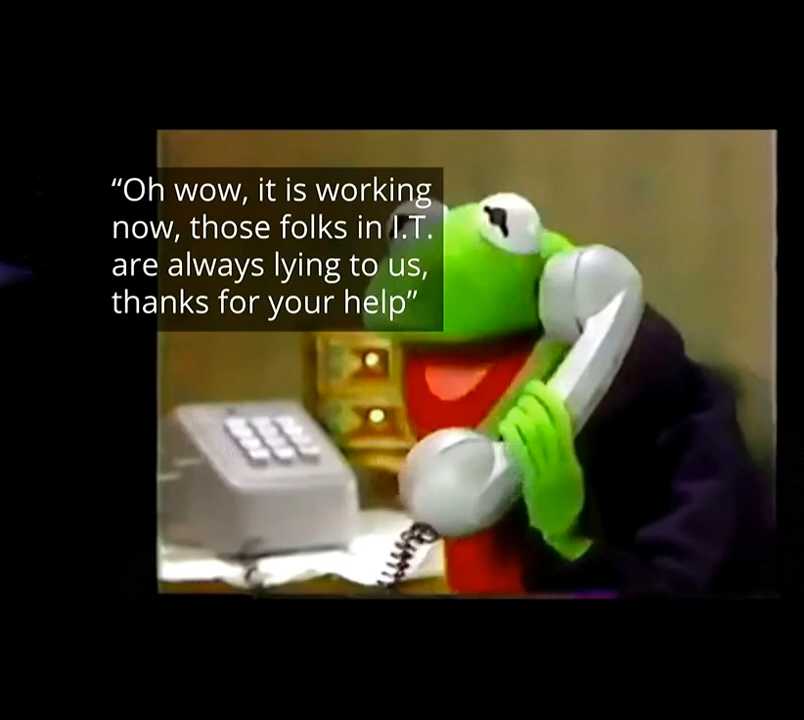 “Oh wow, it is working
now, those folks in I.T.
are always lying to us,
thanks for your help”